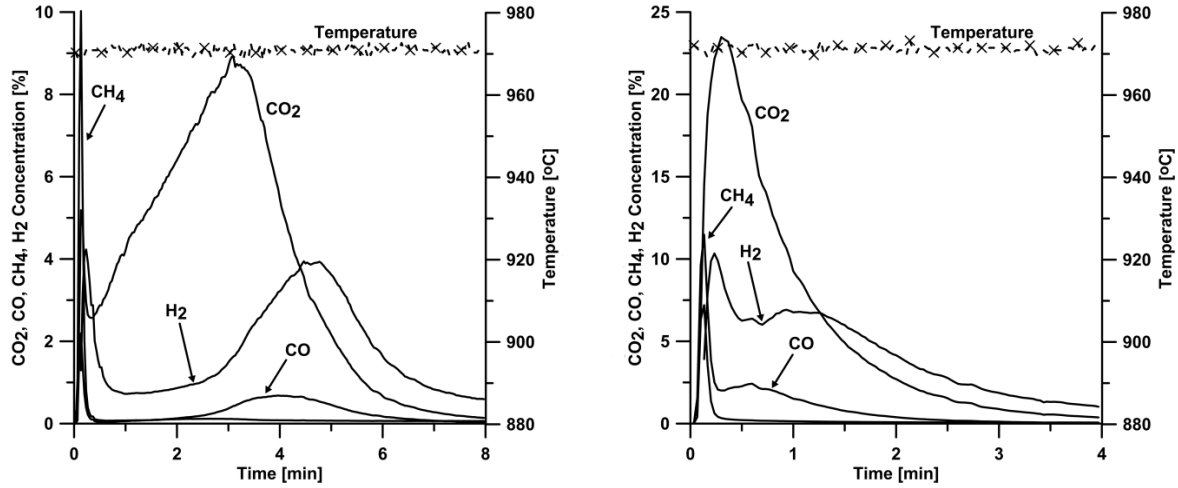 10
8
6
4
2
0
CO2, CO, CH4, H2 Concentration [%]
Temperature
CH4
CO2
H2
CO
980
960
940
920
900
880
Temperature [oC]
0
2
4
6
8
Time [min]
25
20
15
10
5
0
CO2, CO, CH4, H2 Concentration [%]
Temperature
CO2
CH4
H2
CO
980
960
940
920
900
880
Temperature [oC]
0
1
2
3
4
Time [min]